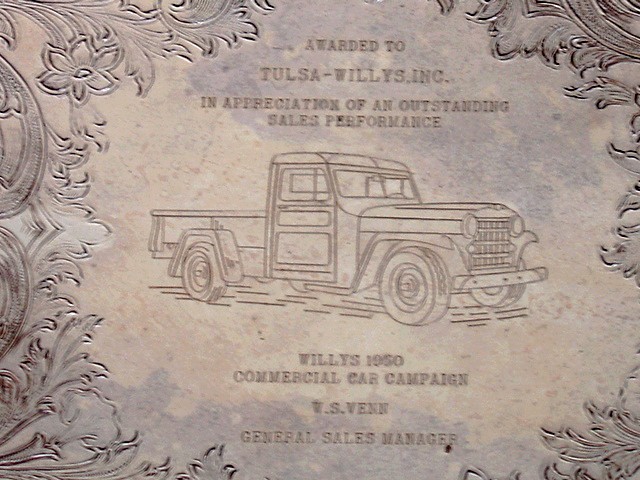 AWARDED TO
TULSA-WILLYS, INC.
IN APPRECIATION OF AN OUTSTANDING
SALES PERFORMANCE
WILLYS 1950
COMMERCIAL CAR CAMPAIGN
W.S. VENN
GENERAL SALES MANAGER